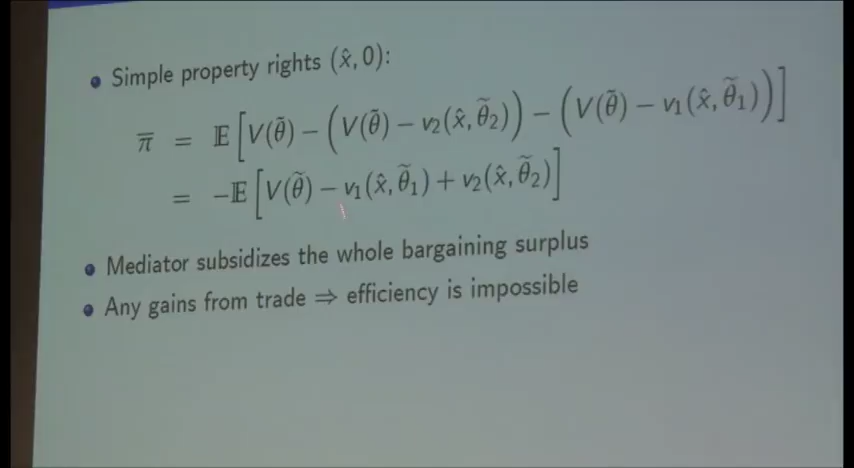 • Simple property rights (x̂, 0):
π̅ = 𝔼[V(θ̃) − (V(θ̃) − v₂(x̂, θ̃₂)) − (V(θ̃) − v₁(x̂, θ̃₁))]
= −𝔼[V(θ̃) − v₁(x̂, θ̃₁) + v₂(x̂, θ̃₂)]
• Mediator subsidizes the whole bargaining surplus
• Any gains from trade ⇒ efficiency is impossible